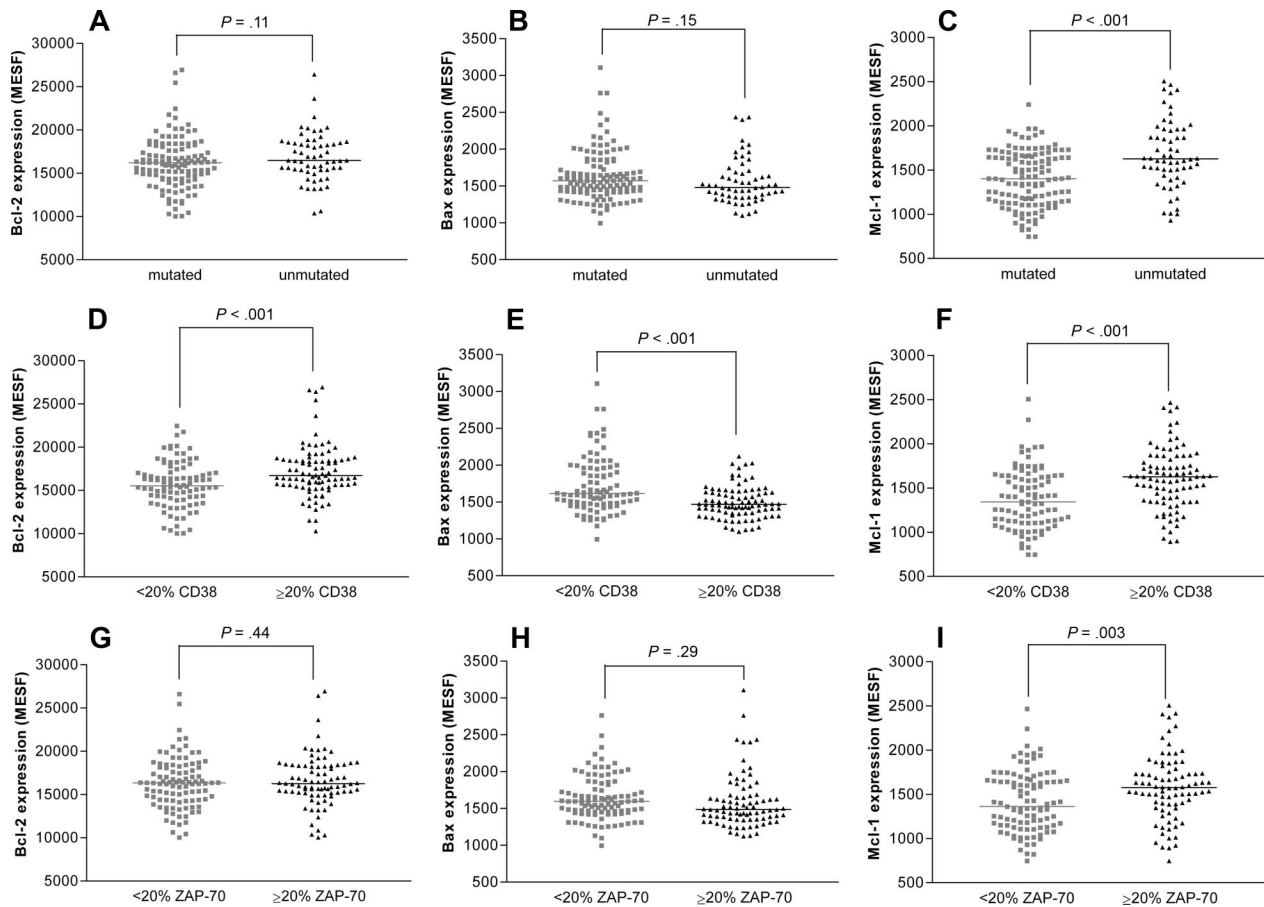 A
P = .11
Bcl-2 expression (MESF)
30000
25000
20000
15000
10000
5000
mutated
unmutated
B
P = .15
Bax expression (MESF)
3500
3000
2500
2000
1500
1000
500
mutated
unmutated
C
P < .001
Mcl-1 expression (MESF)
3000
2500
2000
1500
1000
500
mutated
unmutated
D
P < .001
Bcl-2 expression (MESF)
30000
25000
20000
15000
10000
5000
<20% CD38
≥20% CD38
E
P < .001
Bax expression (MESF)
3500
3000
2500
2000
1500
1000
500
<20% CD38
≥20% CD38
F
P < .001
Mcl-1 expression (MESF)
3000
2500
2000
1500
1000
500
<20% CD38
≥20% CD38
G
P = .44
Bcl-2 expression (MESF)
30000
25000
20000
15000
10000
5000
<20% ZAP-70
≥20% ZAP-70
H
P = .29
Bax expression (MESF)
3500
3000
2500
2000
1500
1000
500
<20% ZAP-70
≥20% ZAP-70
I
P = .003
Mcl-1 expression (MESF)
3000
2500
2000
1500
1000
500
<20% ZAP-70
≥20% ZAP-70